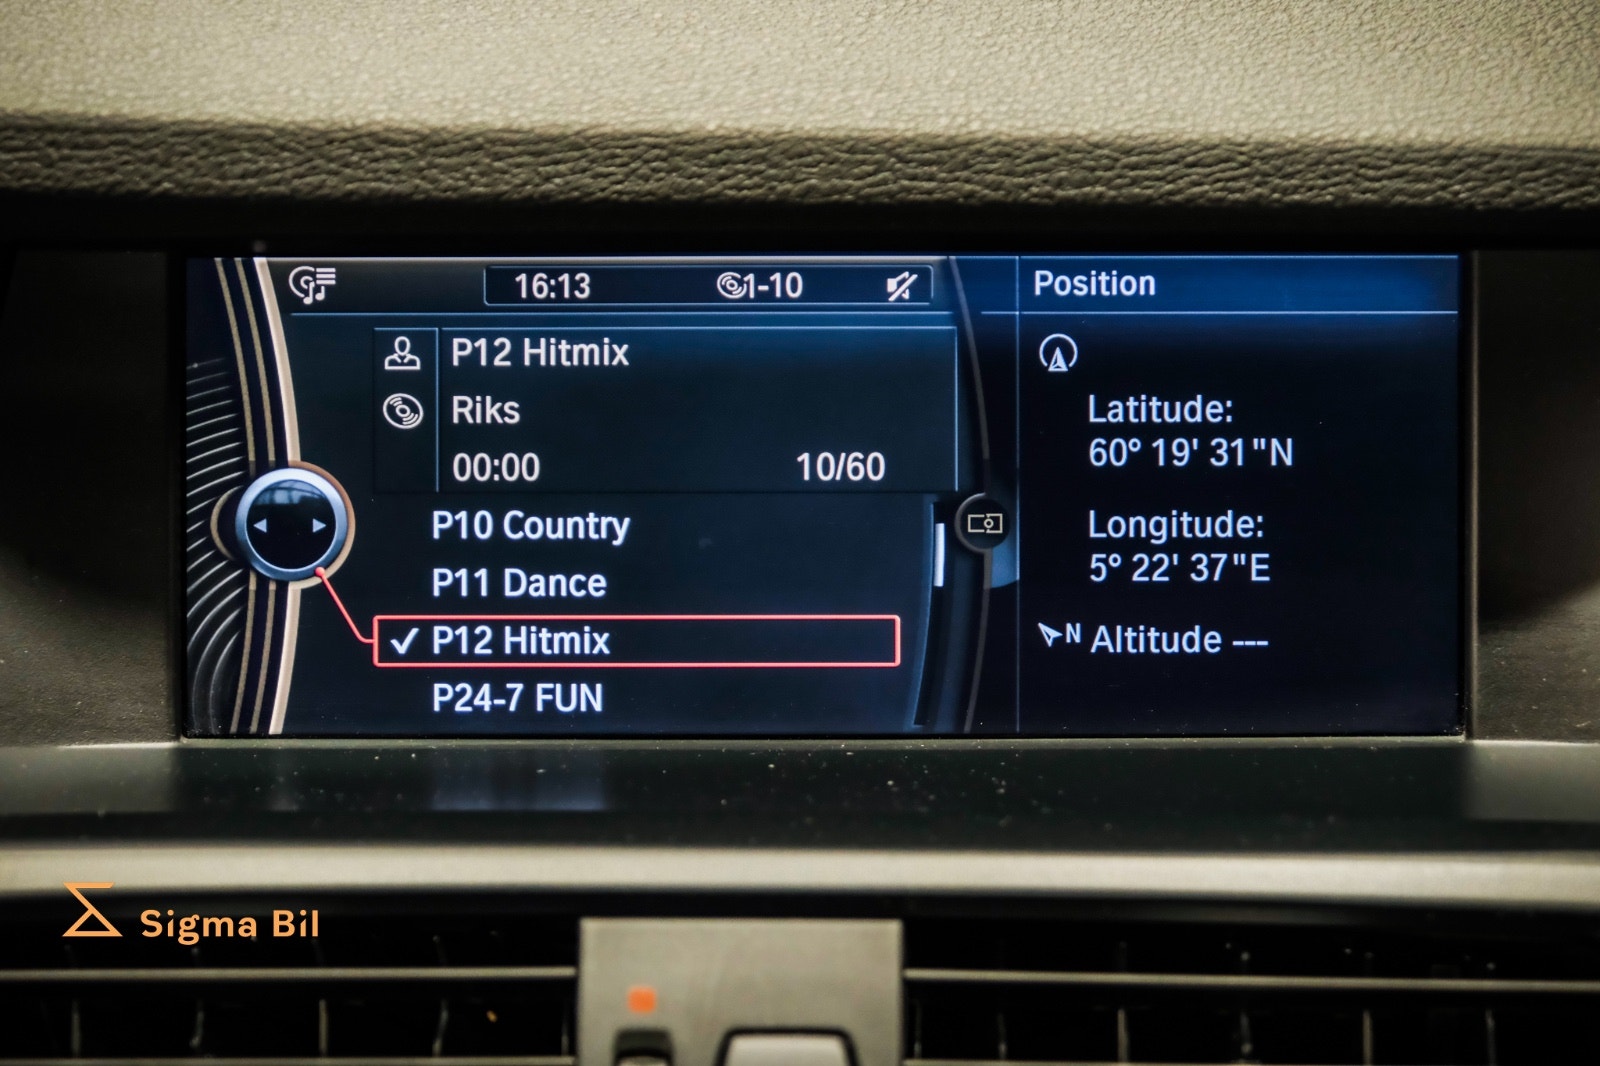 16:13 1-10
P12 Hitmix
Riks
00:00 10/60
P10 Country
P11 Dance
P12 Hitmix
P24-7 FUN
Position
Latitude:
60° 19' 31"N
Longitude:
5° 22' 37"E
N Altitude ---
Sigma Bil